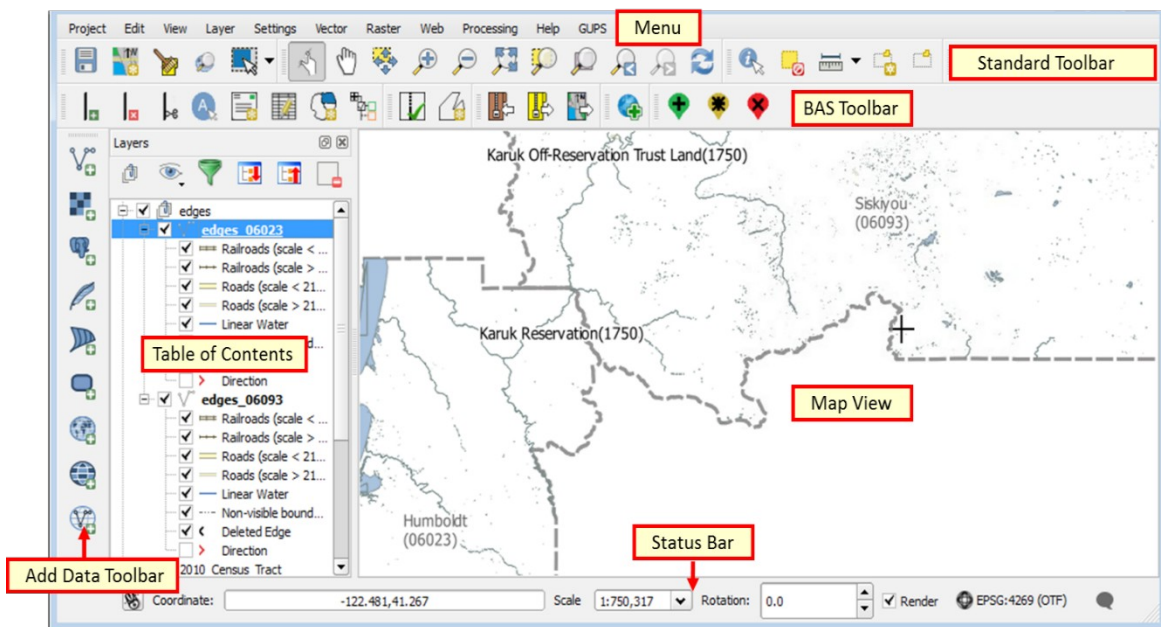 Project Edit View Layer Settings Vector Raster Web Processing Help GUPS
Menu
Standard Toolbar
BAS Toolbar
Layers
edges
edges_06023
Railroads (scale < ...
Railroads (scale > ...
Roads (scale < 21...
Roads (scale > 21...
Linear Water
d...
Table of Contents
Direction
edges_06093
Railroads (scale < ...
Railroads (scale > ...
Roads (scale < 21...
Roads (scale > 21...
Linear Water
Non-visible bound...
Deleted Edge
Direction
2010 Census Tract
Karuk Off-Reservation Trust Land(1750)
Siskiyou
(06093)
Karuk Reservation(1750)
Map View
Humboldt
(06023)
Status Bar
Add Data Toolbar
Coordinate: -122.481,41.267 Scale 1:750,317 Rotation: 0.0 Render EPSG:4269 (OTF)